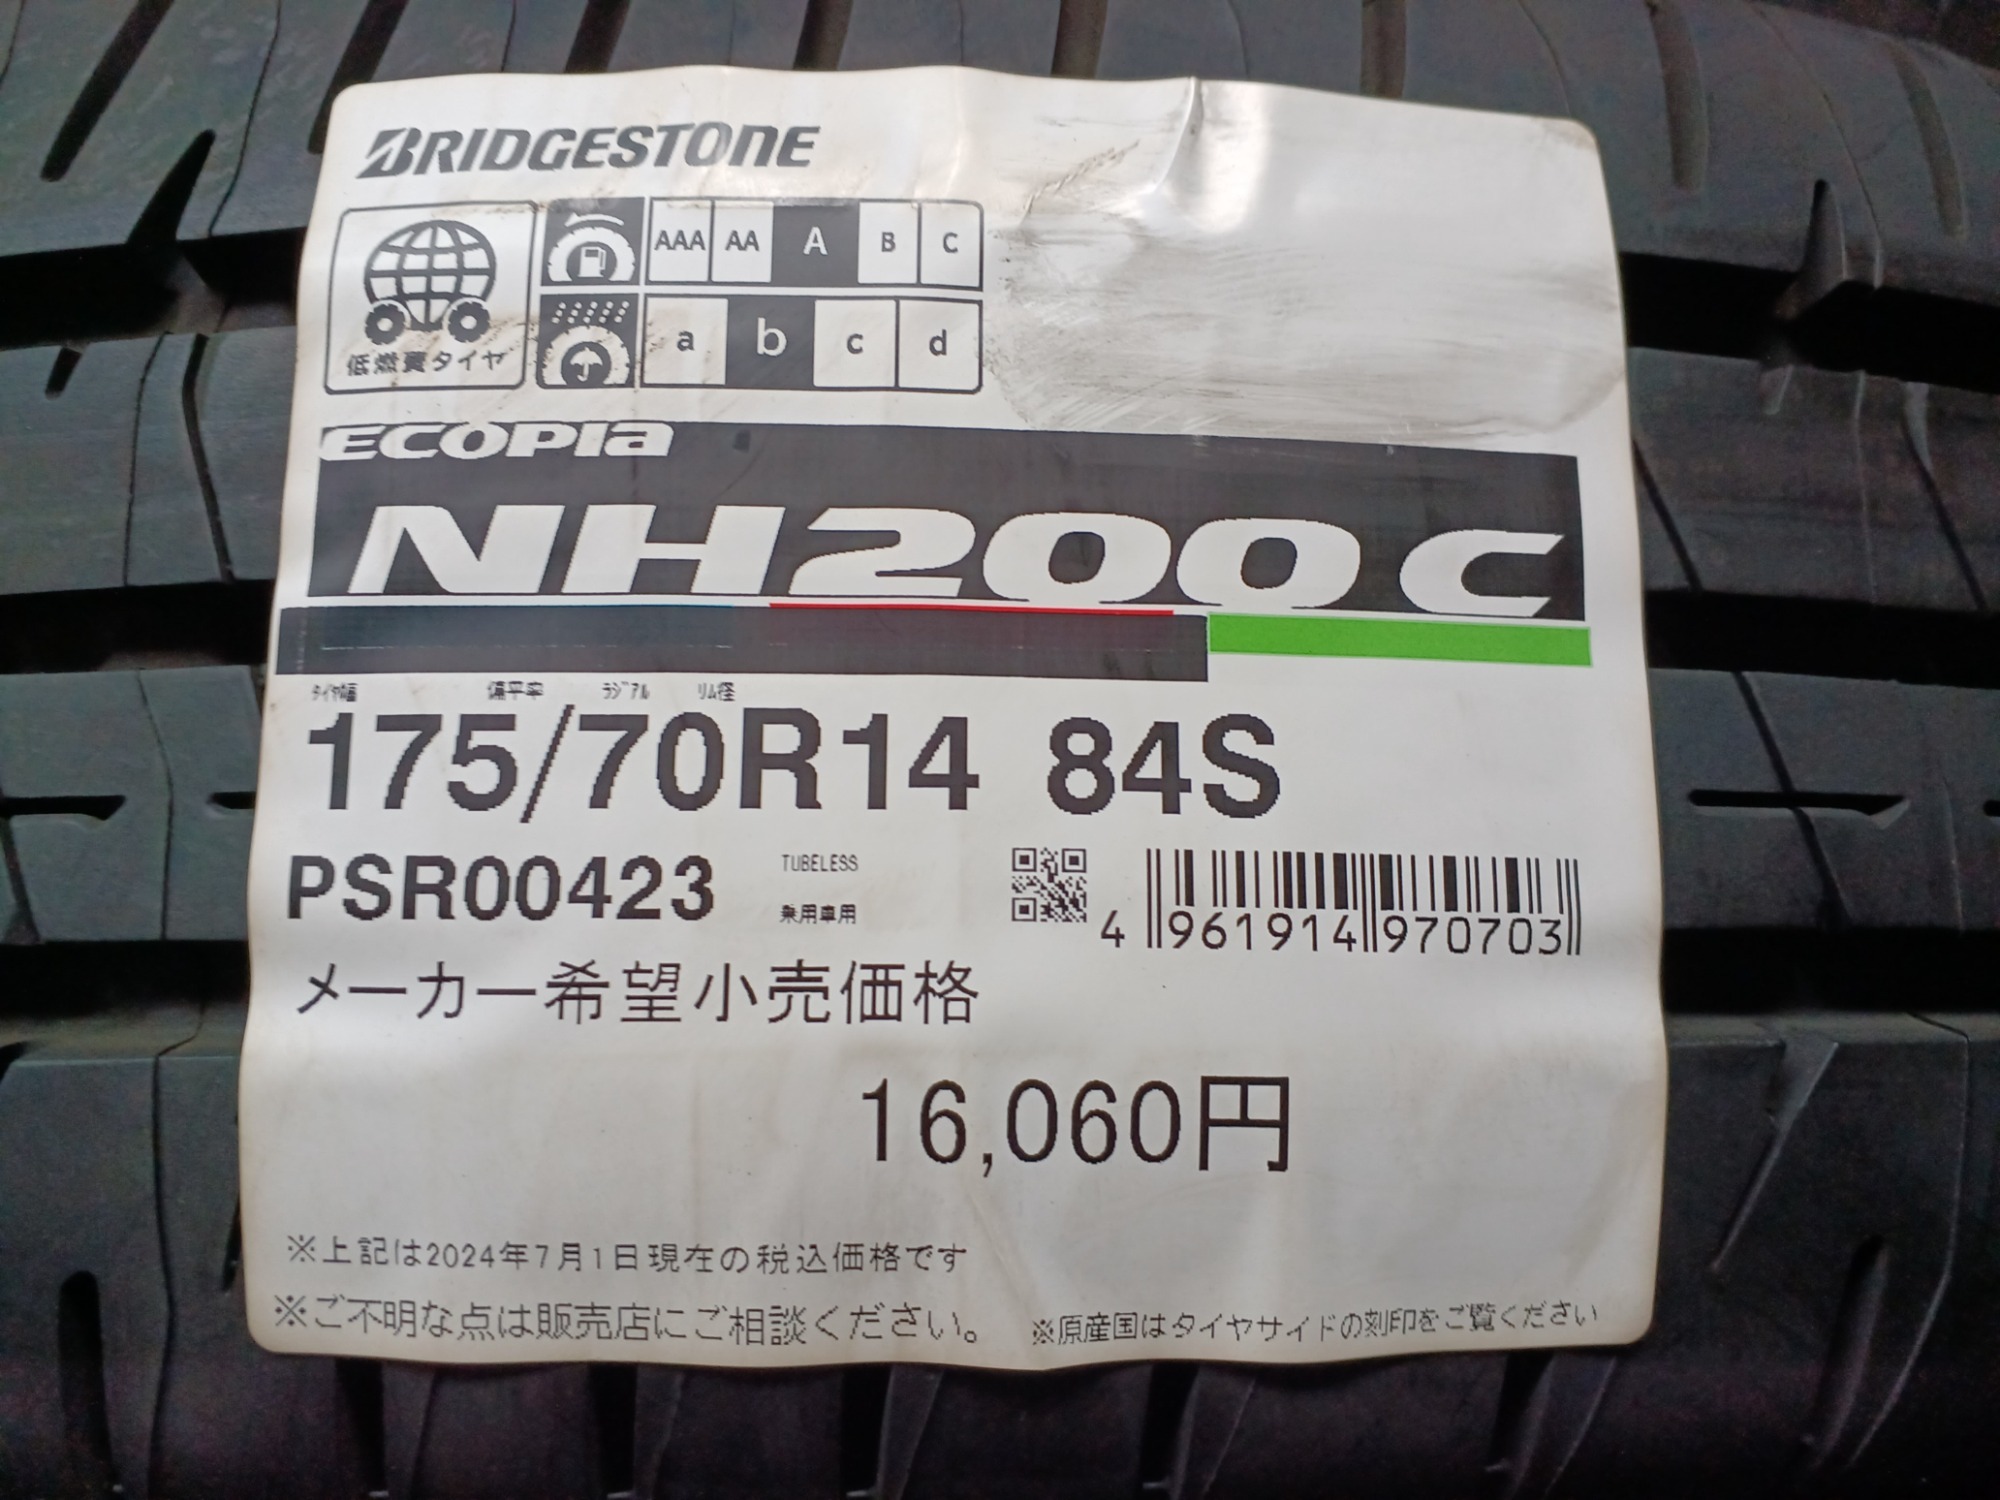 BRIDGESTONE
AAA AA A B C
低燃費タイヤ
a b c d
ECOPIA
NH200 C
タイヤ幅 偏平率 ラジアル リム径
175/70R14 84S
PSR00423
TUBELESS
乗用車用
4 961914 970703
メーカー希望小売価格
16,060円
※上記は2024年7月1日現在の税込価格です
※ご不明な点は販売店にご相談ください。
※原産国はタイヤサイドの刻印をご覧ください